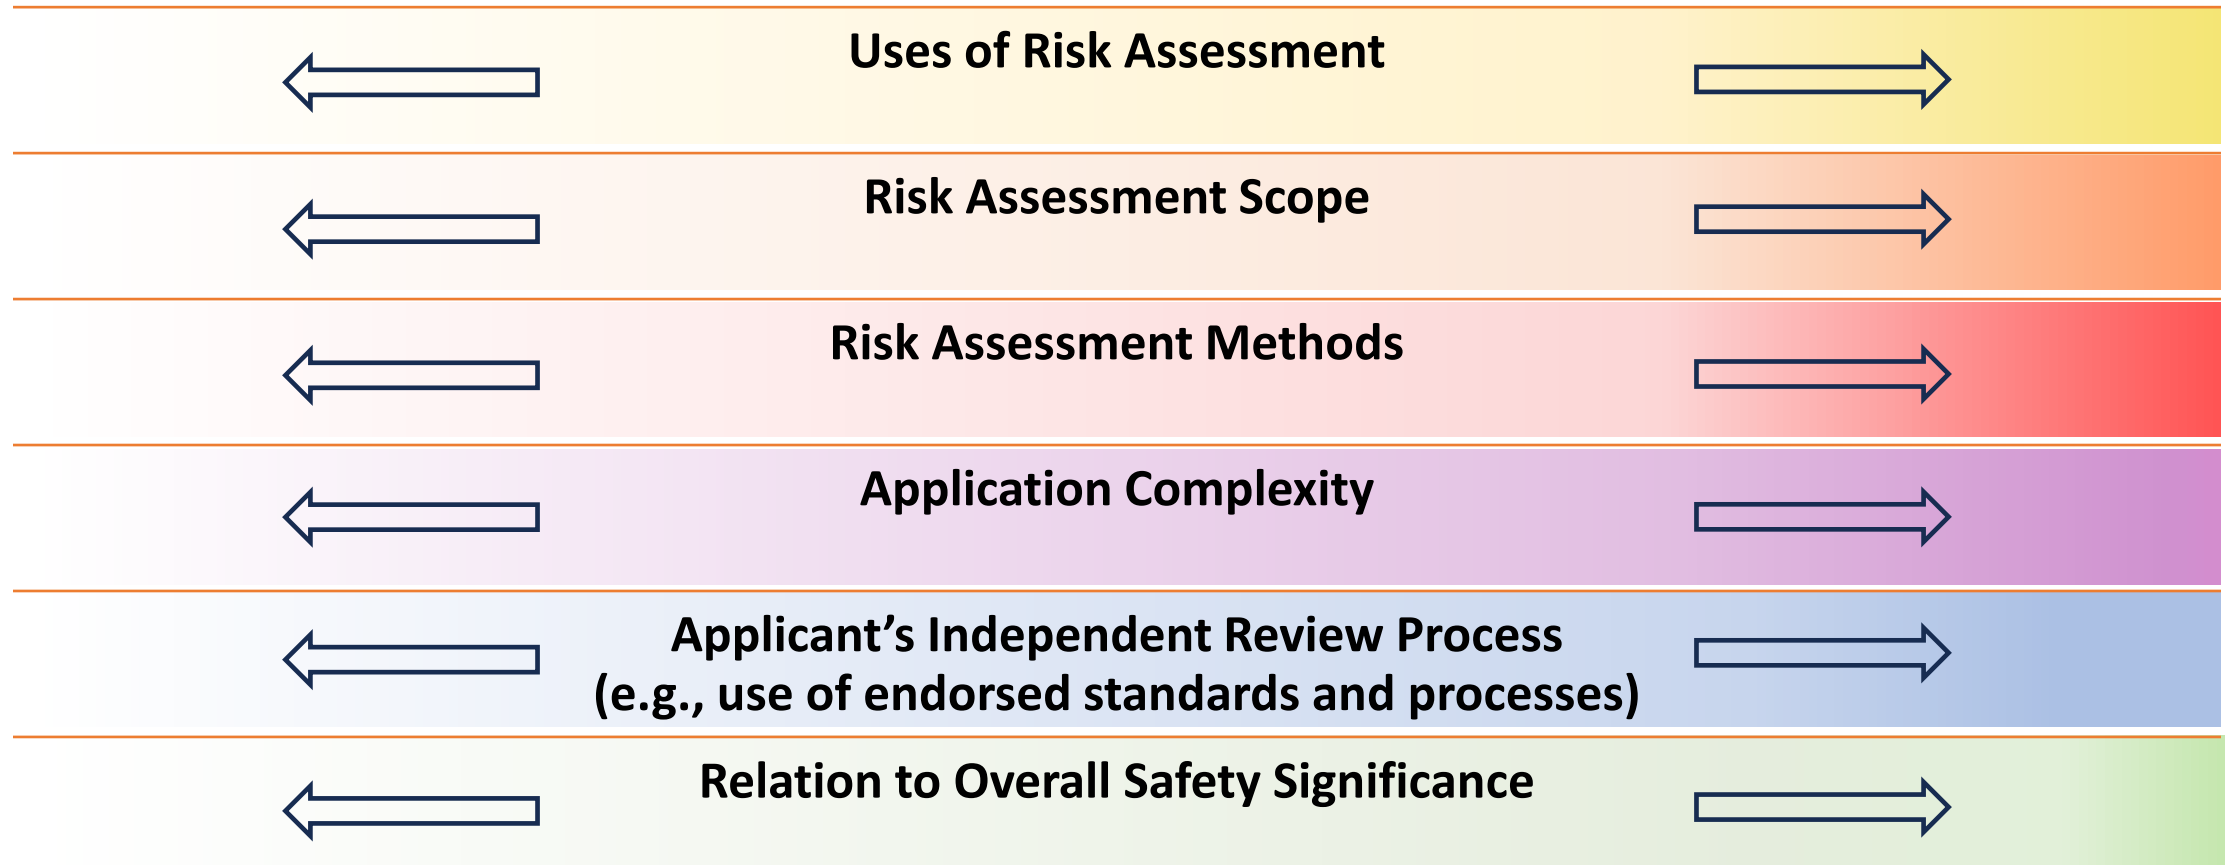 Uses of Risk Assessment
Risk Assessment Scope
Risk Assessment Methods
Application Complexity
Applicant’s Independent Review Process
(e.g., use of endorsed standards and processes)
Relation to Overall Safety Significance